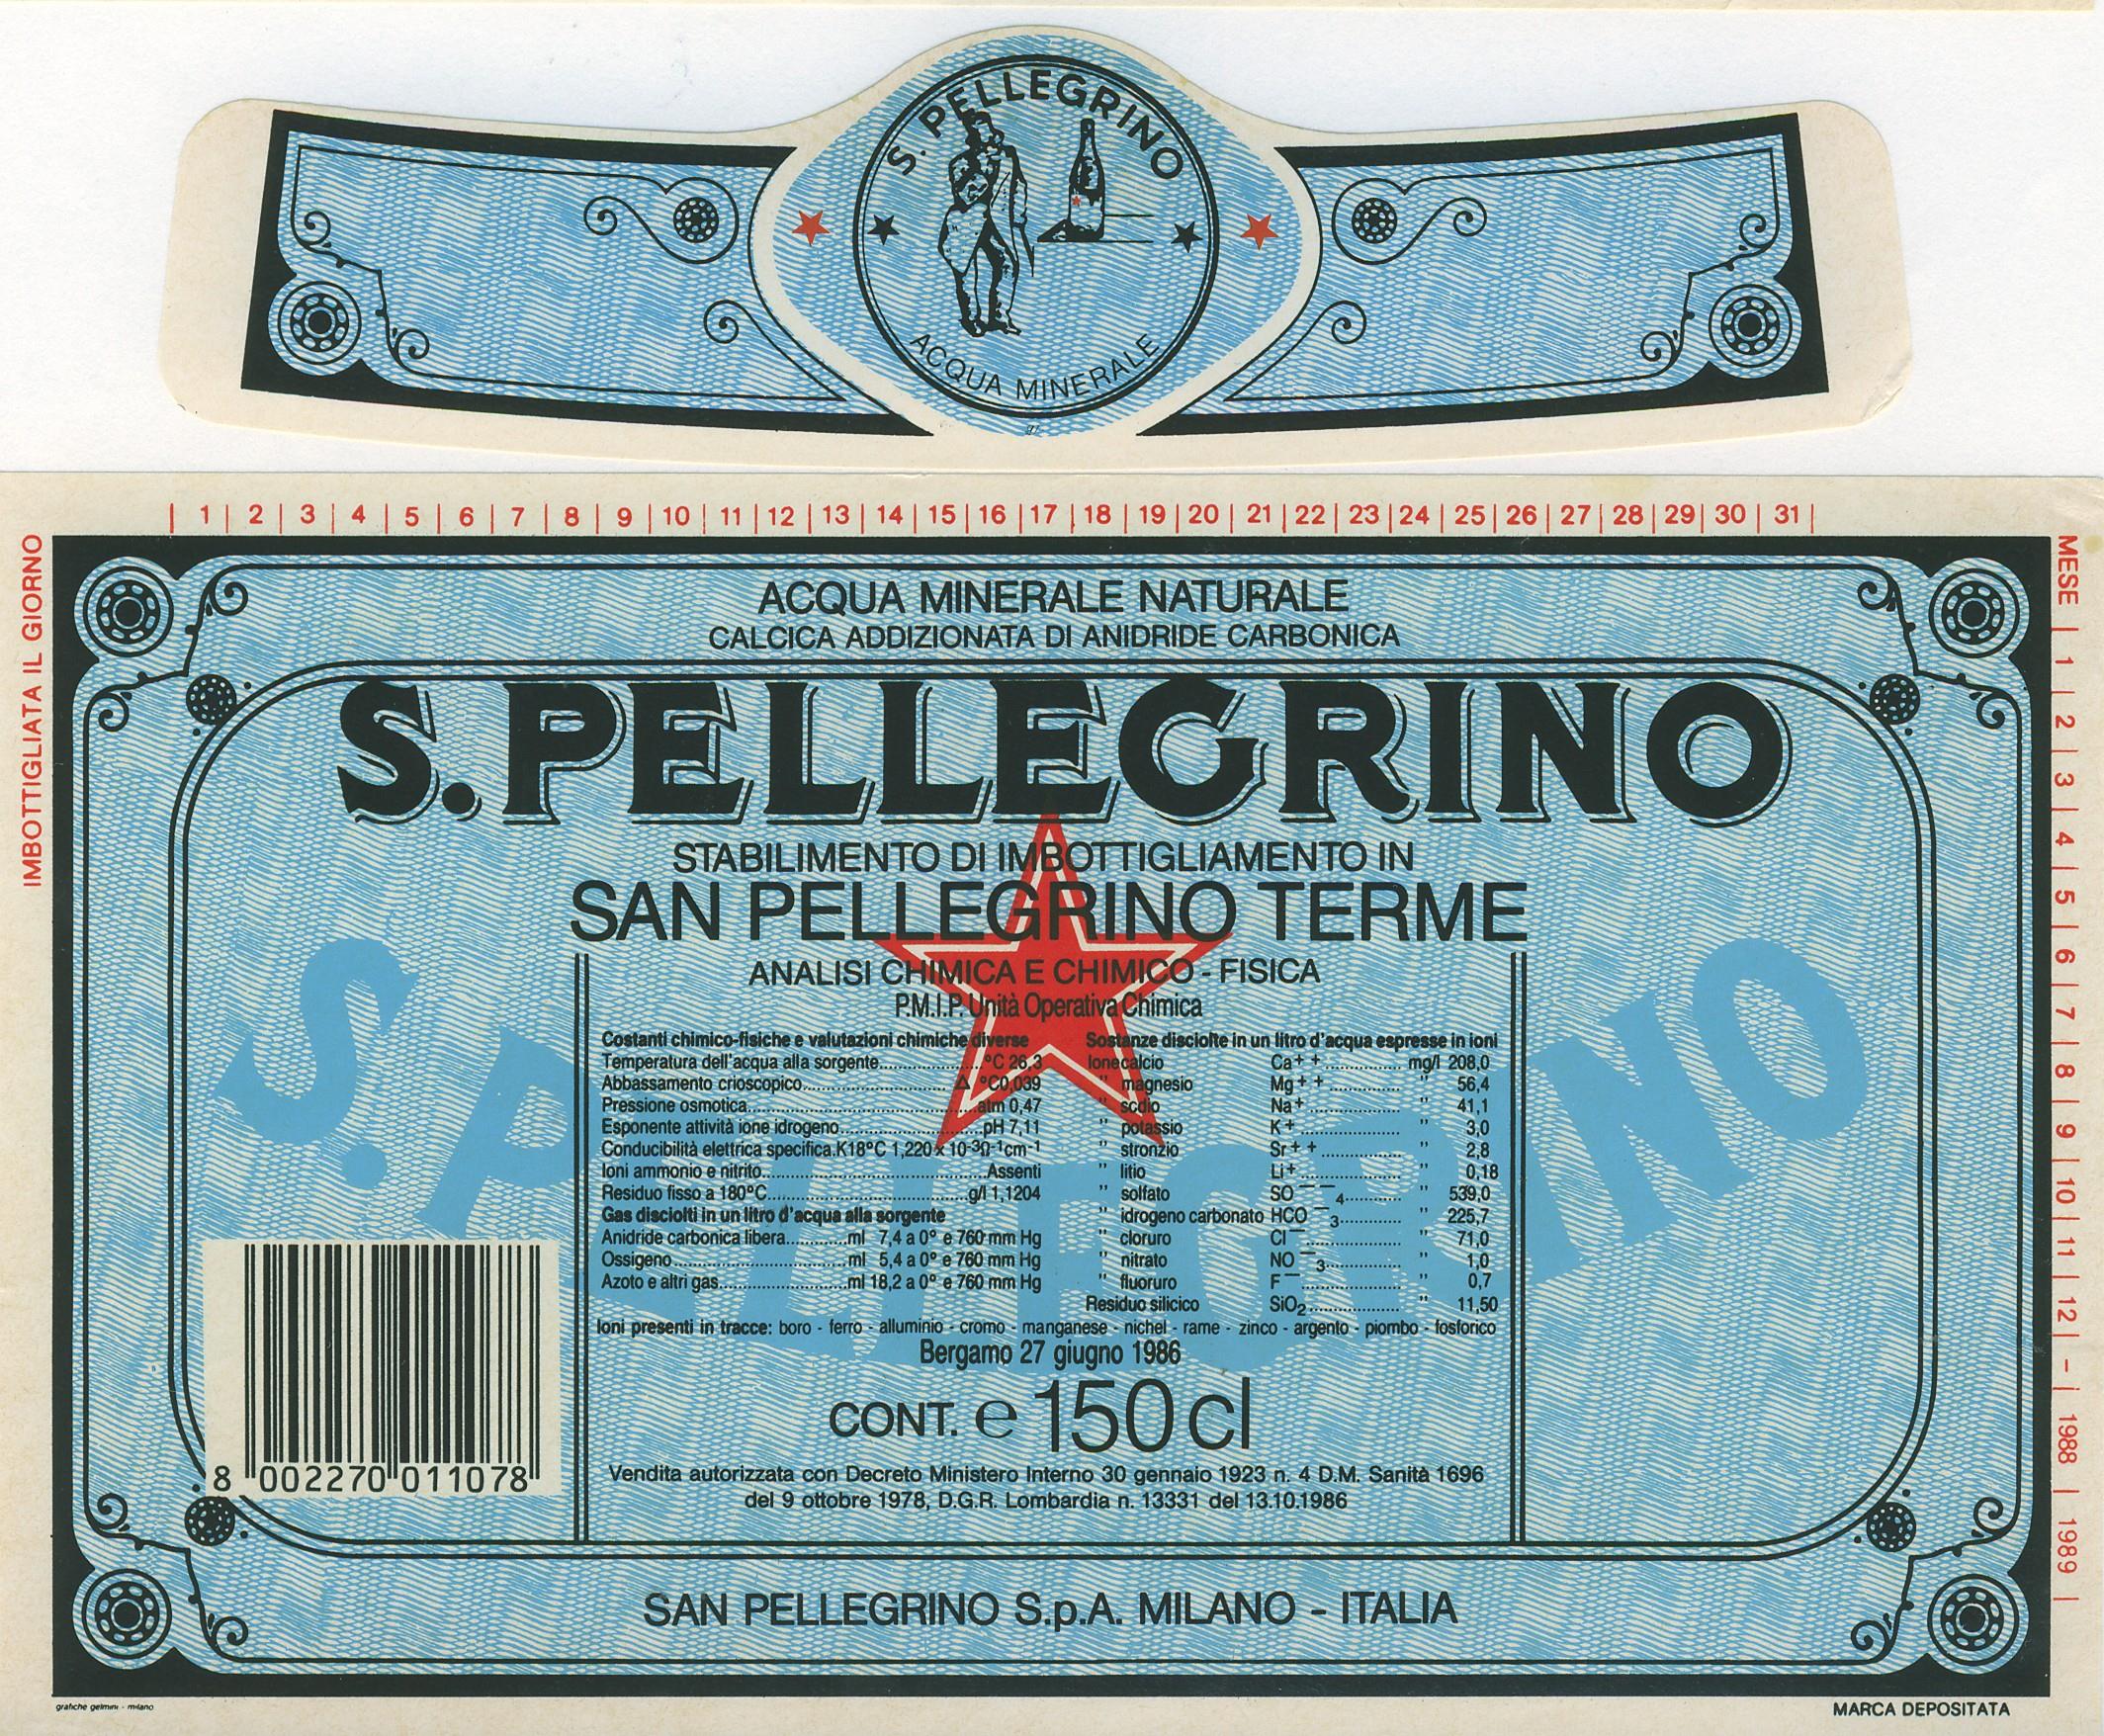 S. PELLEGRINO
ACQUA MINERALE
| 1 | 2 | 3 | 4 | 5 | 6 | 7 | 8 | 9 | 10 | 11 | 12 | 13 | 14 | 15 | 16 | 17 | 18 | 19 | 20 | 21 | 22 | 23 | 24 | 25 | 26 | 27 | 28 | 29 | 30 | 31 |
IMBOTTIGLIATA IL GIORNO
MESE | 1 | 2 | 3 | 4 | 5 | 6 | 7 | 8 | 9 | 10 | 11 | 12 | - | 1988 | 1989 |
ACQUA MINERALE NATURALE
CALCICA ADDIZIONATA DI ANIDRIDE CARBONICA
S.PELLEGRINO
STABILIMENTO DI IMBOTTIGLIAMENTO IN
SAN PELLEGRINO TERME
S.PELLEGRINO
ANALISI CHIMICA E CHIMICO - FISICA
P.M.I.P. Unità Operativa Chimica
Costanti chimico-fisiche e valutazioni chimiche diverse
Temperatura dell'acqua alla sorgente.....°C 26,3
Abbassamento crioscopico.....Δ °C0,039
Pressione osmotica.....atm 0,47
Esponente attività ione idrogeno.....pH 7,11
Conducibilità elettrica specifica.K18°C 1,220 x 10-3Ω-1cm-1
Ioni ammonio e nitrito.....Assenti
Residuo fisso a 180°C.....g/l 1,1204
Gas disciolti in un litro d'acqua alla sorgente
Anidride carbonica libera.....ml 7,4 a 0° e 760 mm Hg
Ossigeno.....ml 5,4 a 0° e 760 mm Hg
Azoto e altri gas.....ml 18,2 a 0° e 760 mm Hg
Sostanze disciolte in un litro d'acqua espresse in ioni
Ione calcio Ca++ ..... mg/l 208,0
" magnesio Mg++ ..... " 56,4
" sodio Na+ ..... " 41,1
" potassio K+ ..... " 3,0
" stronzio Sr++ ..... " 2,8
" litio Li+ ..... " 0,18
" solfato SO--4 ..... " 539,0
" idrogeno carbonato HCO-3 ..... " 225,7
" cloruro Cl- ..... " 71,0
" nitrato NO-3 ..... " 1,0
" fluoruro F- ..... " 0,7
Residuo silicico SiO2 ..... " 11,50
Ioni presenti in tracce: boro - ferro - alluminio - cromo - manganese - nichel - rame - zinco - argento - piombo - fosforico
Bergamo 27 giugno 1986
CONT. e 150 cl
8 002270 011078
Vendita autorizzata con Decreto Ministero Interno 30 gennaio 1923 n. 4 D.M. Sanità 1696
del 9 ottobre 1978, D.G.R. Lombardia n. 13331 del 13.10.1986
SAN PELLEGRINO S.p.A. MILANO - ITALIA
grafiche gelmini - milano
MARCA DEPOSITATA